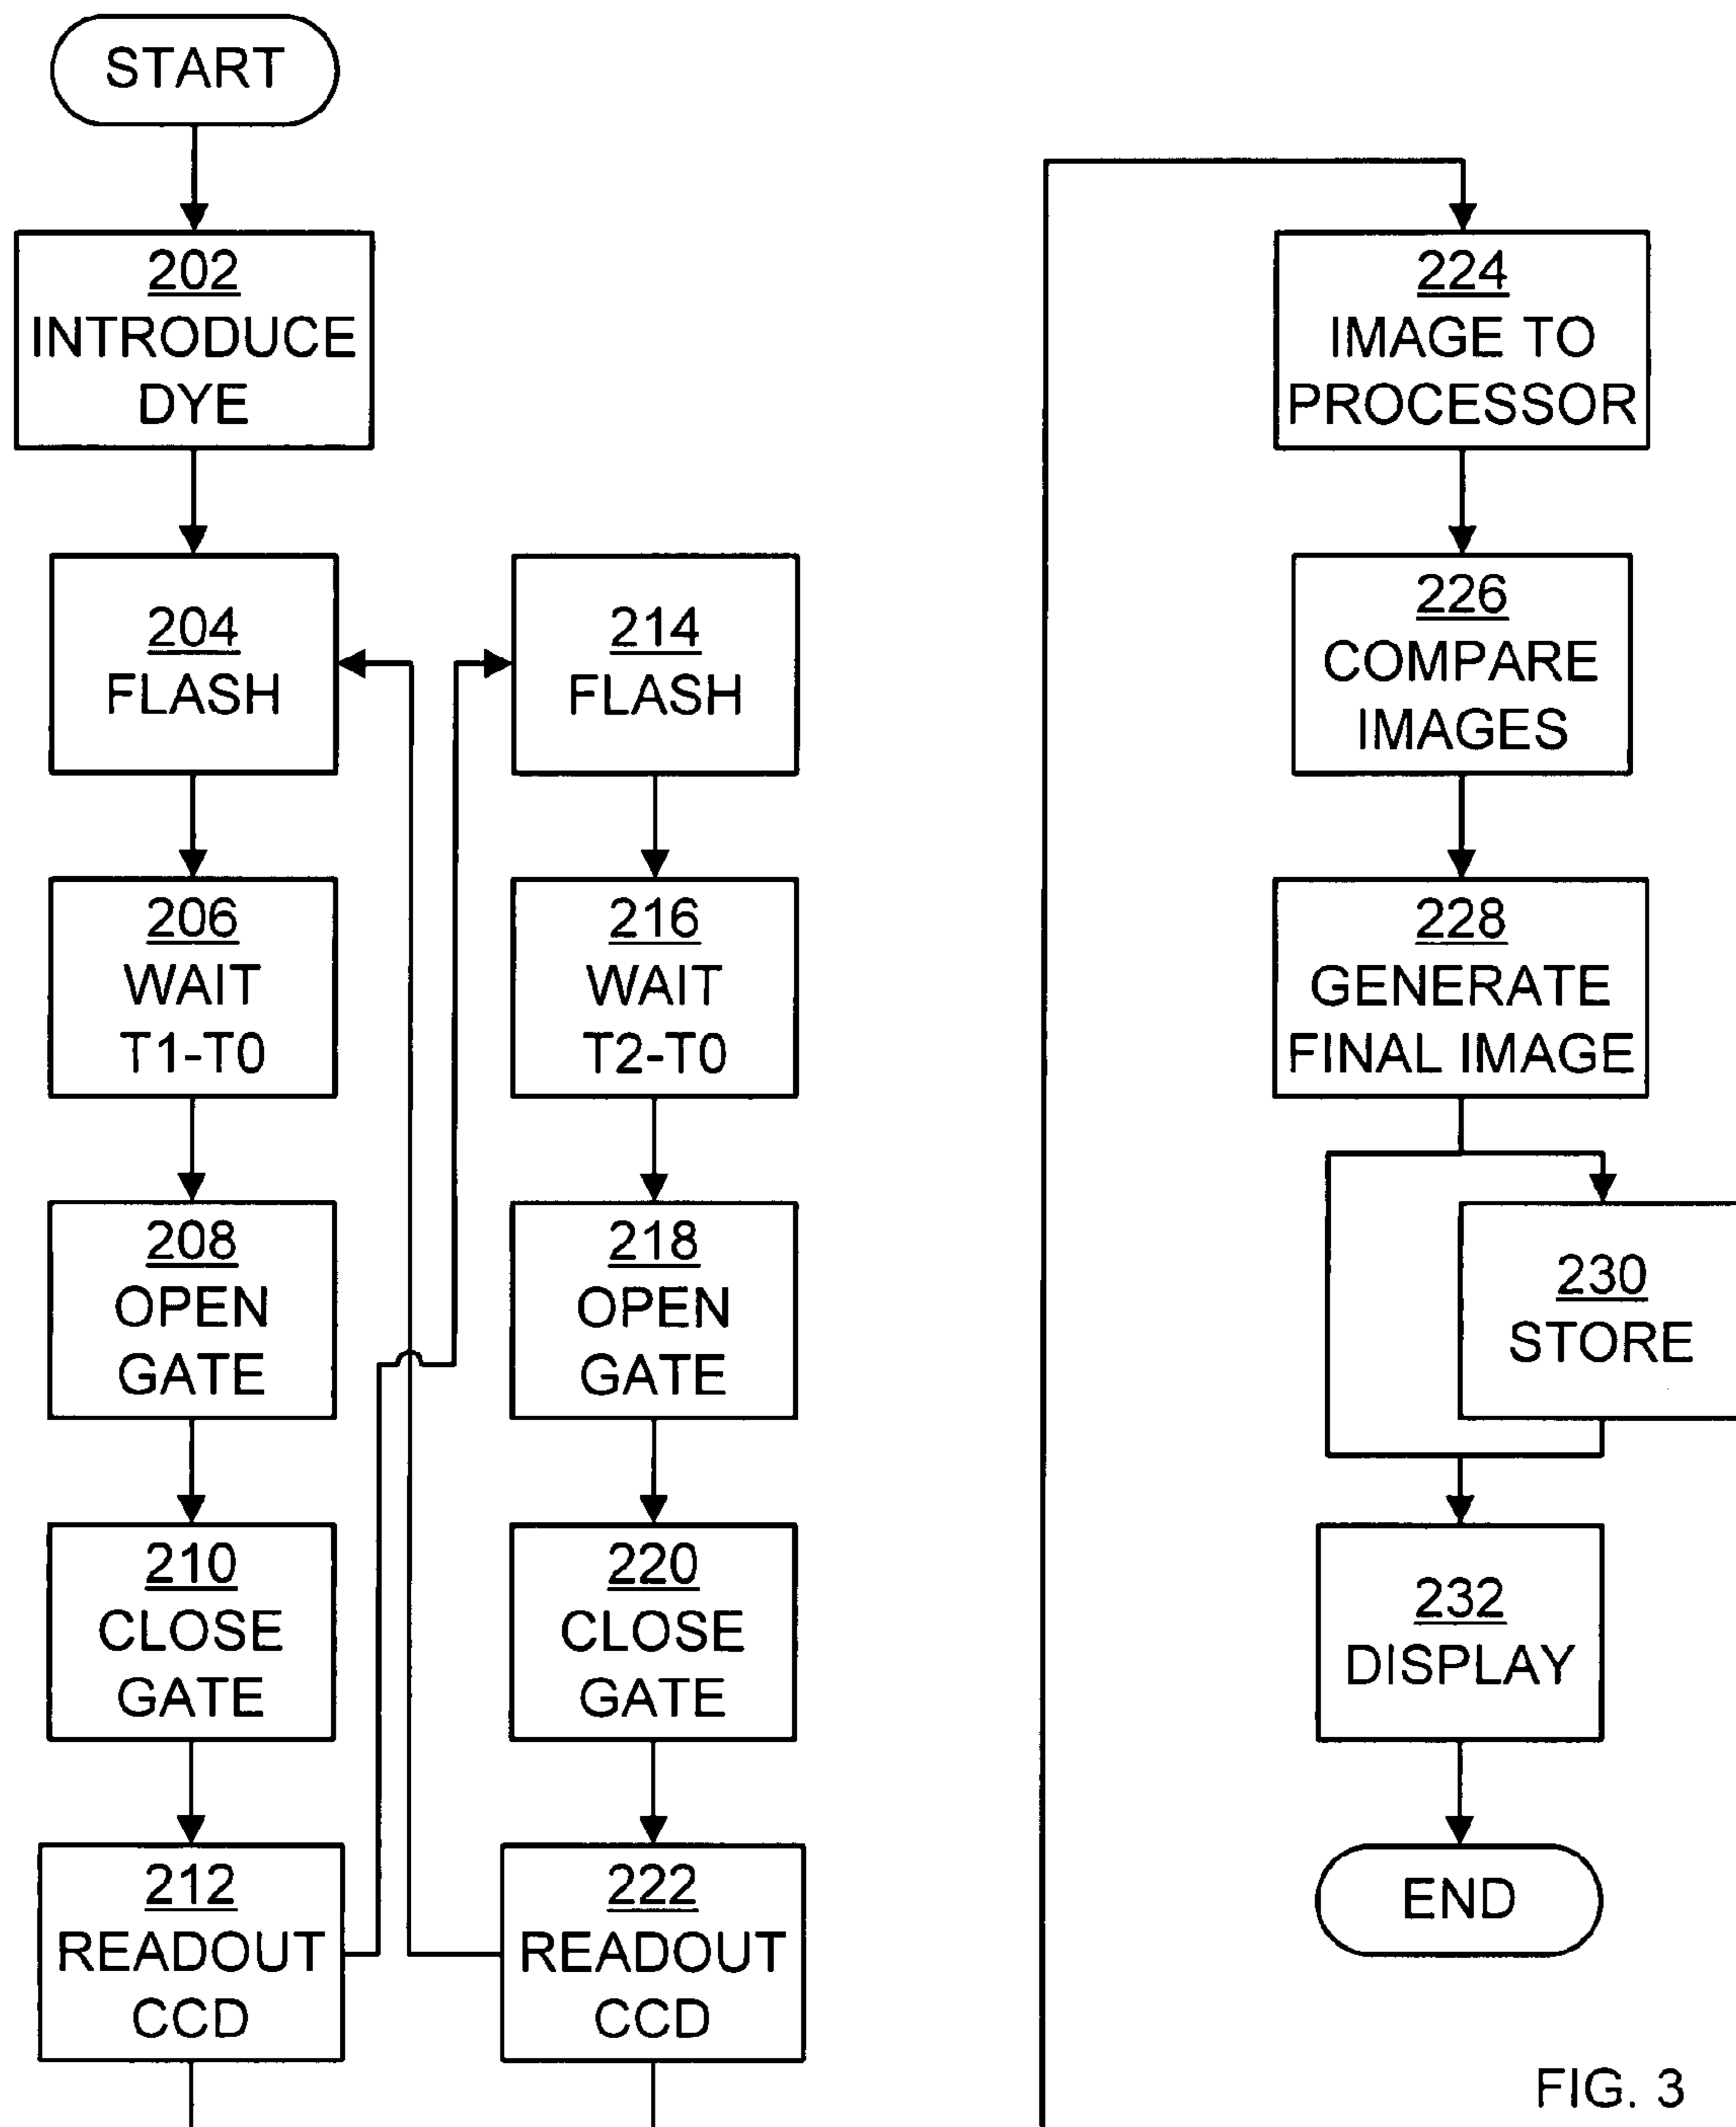 START
202
INTRODUCE
DYE
204
FLASH
206
WAIT
T1-T0
208
OPEN
GATE
210
CLOSE
GATE
212
READOUT
CCD
214
FLASH
216
WAIT
T2-T0
218
OPEN
GATE
220
CLOSE
GATE
222
READOUT
CCD
224
IMAGE TO
PROCESSOR
226
COMPARE
IMAGES
228
GENERATE
FINAL IMAGE
230
STORE
232
DISPLAY
END
FIG. 3